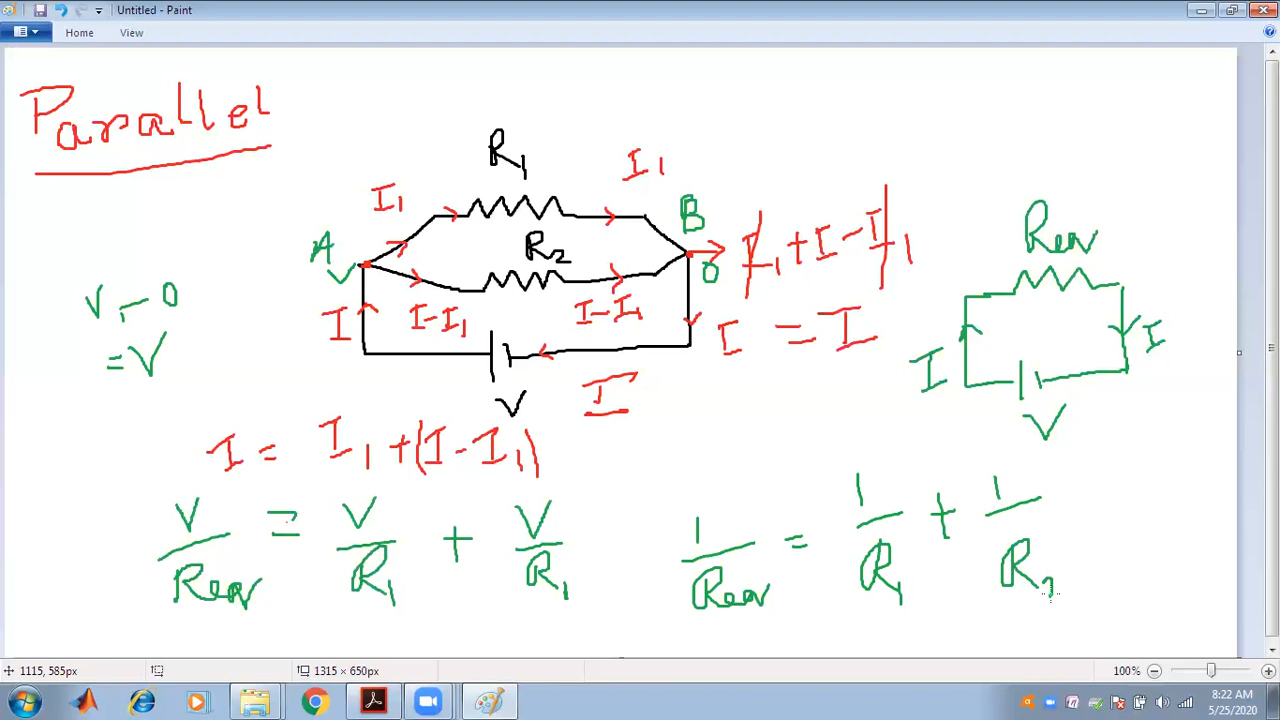 Untitled - Paint
Home View
Parallel
R1
I1
I1
A
V
R2
B
0
I1 + I - I1
= I
I
I - I1
I - I1
I
I
V
V - 0
= V
Req
I
I
V
I = I1 + (I - I1)
V/Req = V/R1 + V/R1
1/Req = 1/R1 + 1/R2
1115, 585px
1315 × 650px
100%
8:22 AM
5/25/2020